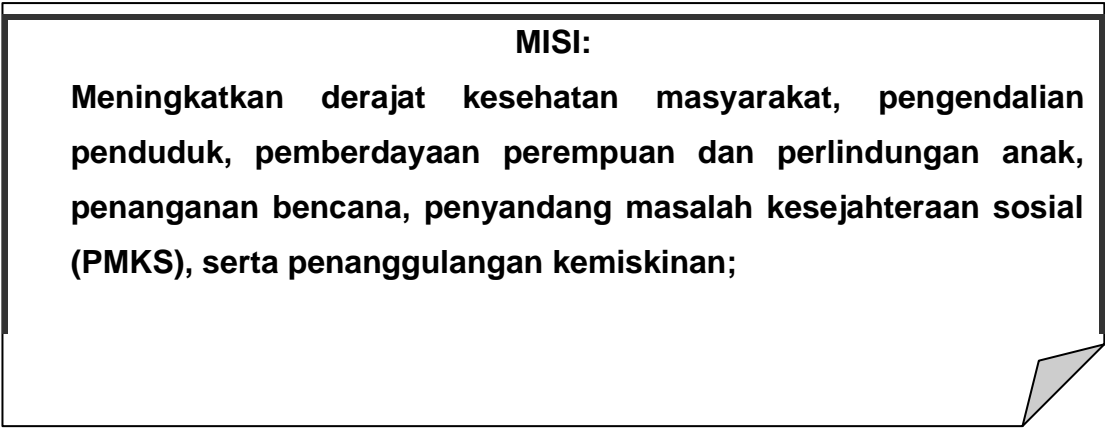 MISI:
Meningkatkan derajat kesehatan masyarakat, pengendalian
penduduk, pemberdayaan perempuan dan perlindungan anak,
penanganan bencana, penyandang masalah kesejahteraan sosial
(PMKS), serta penanggulangan kemiskinan;